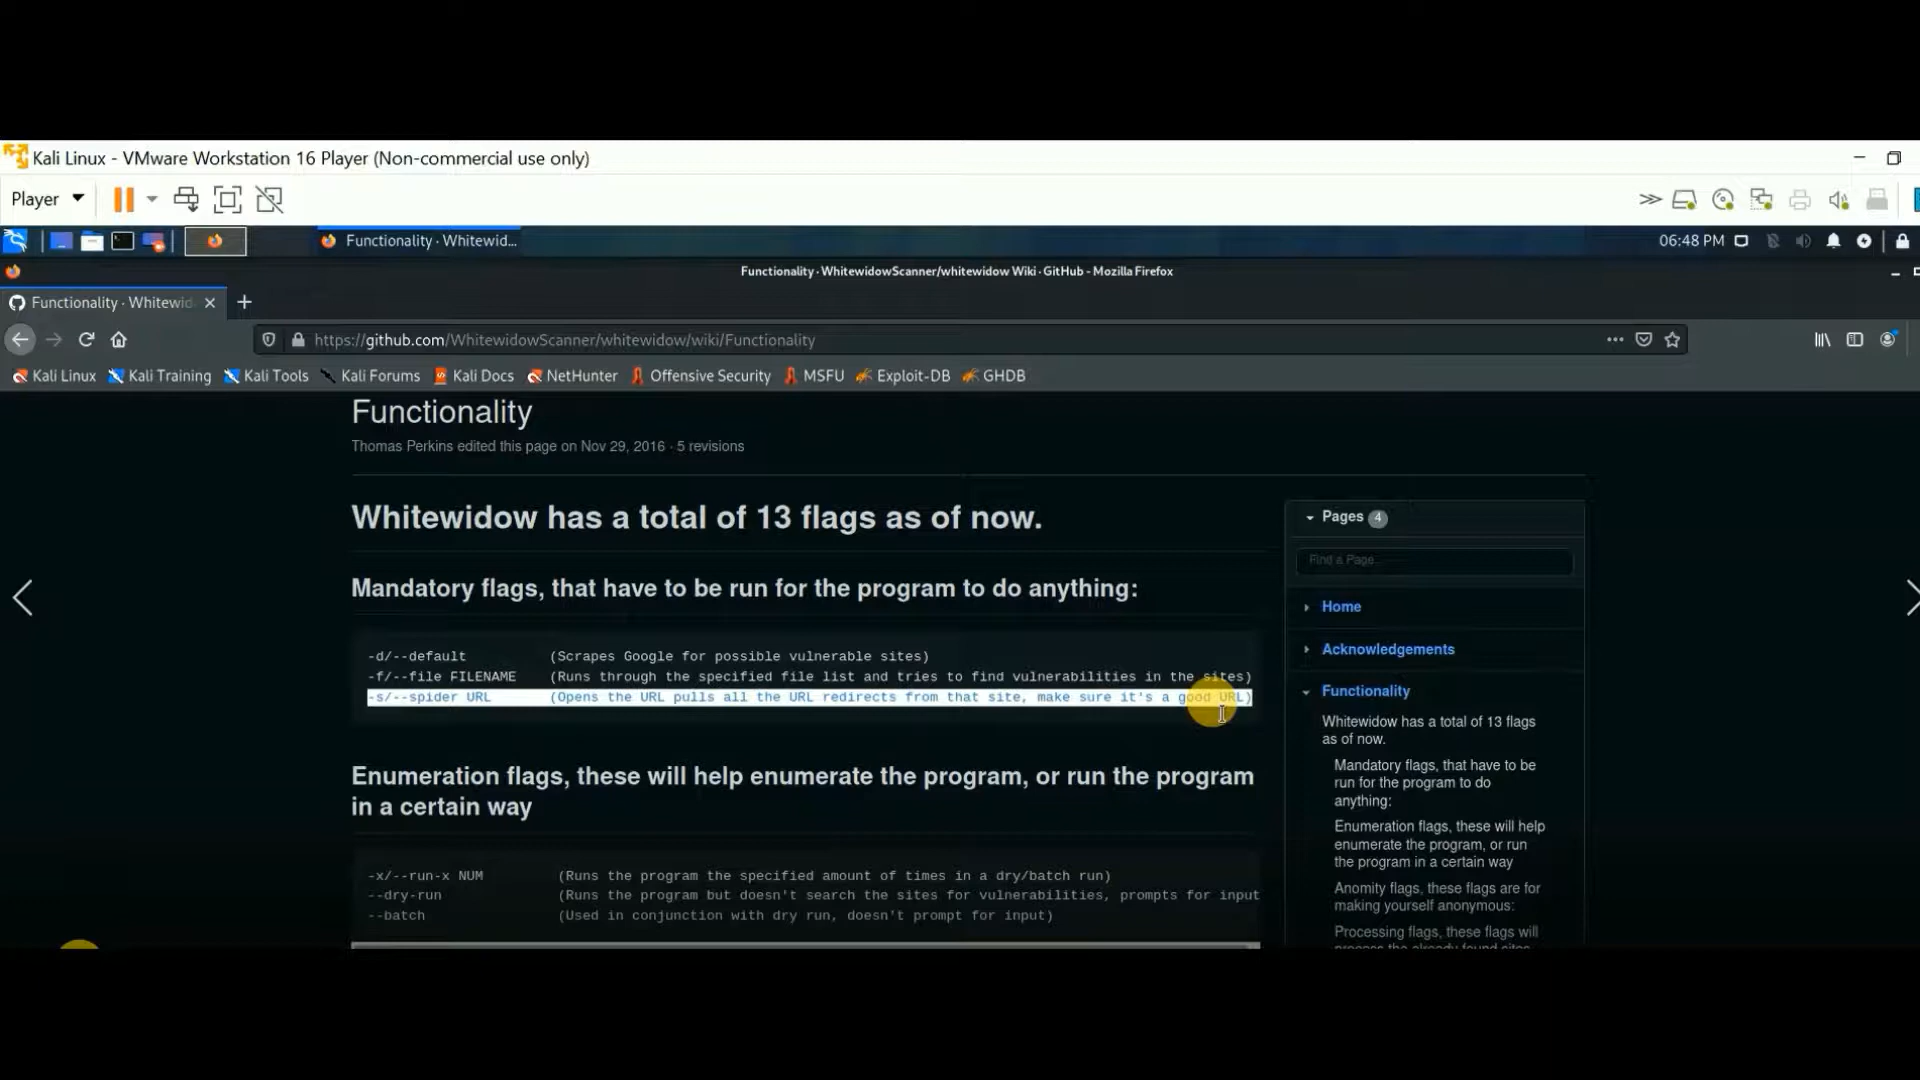 Kali Linux - VMware Workstation 16 Player (Non-commercial use only)
Player
Functionality · Whitewid...
06:48 PM
Functionality · WhitewidowScanner/whitewidow Wiki · GitHub - Mozilla Firefox
Functionality · Whitewid
https://github.com/WhitewidowScanner/whitewidow/wiki/Functionality
Kali Linux Kali Training Kali Tools Kali Forums Kali Docs NetHunter Offensive Security MSFU Exploit-DB GHDB
Functionality
Thomas Perkins edited this page on Nov 29, 2016 · 5 revisions
Whitewidow has a total of 13 flags as of now.
Mandatory flags, that have to be run for the program to do anything:
-d/--default (Scrapes Google for possible vulnerable sites)
-f/--file FILENAME (Runs through the specified file list and tries to find vulnerabilities in the sites)
-s/--spider URL (Opens the URL pulls all the URL redirects from that site, make sure it's a good URL)
Enumeration flags, these will help enumerate the program, or run the program
in a certain way
-x/--run-x NUM (Runs the program the specified amount of times in a dry/batch run)
--dry-run (Runs the program but doesn't search the sites for vulnerabilities, prompts for input
--batch (Used in conjunction with dry run, doesn't prompt for input)
Pages 4
Find a Page...
Home
Acknowledgements
Functionality
Whitewidow has a total of 13 flags
as of now.
Mandatory flags, that have to be
run for the program to do
anything:
Enumeration flags, these will help
enumerate the program, or run
the program in a certain way
Anomity flags, these flags are for
making yourself anonymous:
Processing flags, these flags will
process the already found sites